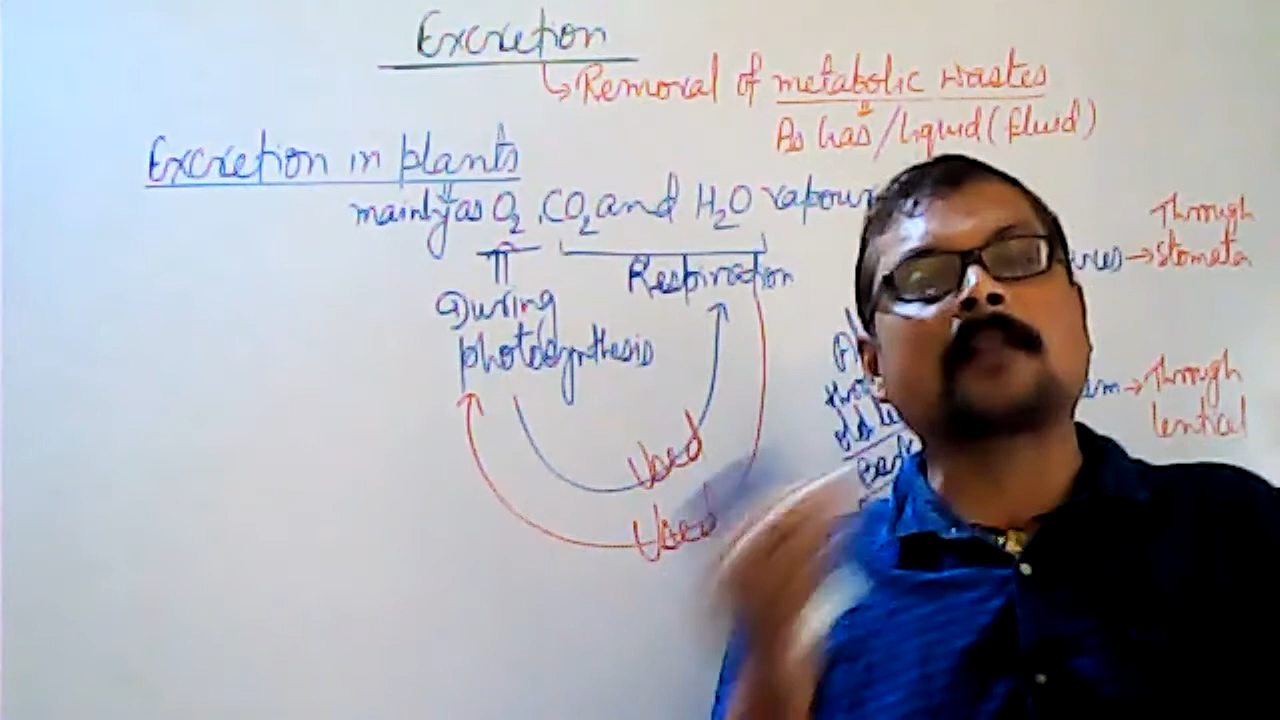 Excretion
↳ Removal of metabolic wastes
As Gas/liquid (fluid)
Excretion in plants
mainly as O₂, CO₂ and H₂O vapour
During
photosynthesis
Respiration
Used
Used
→ Through
stomata
→ Through
lentical